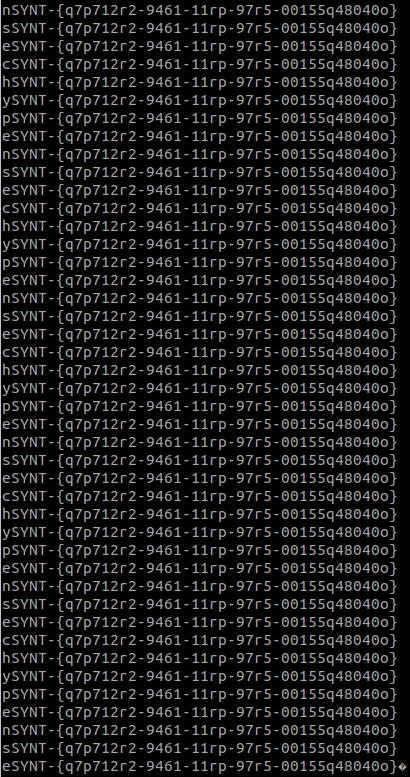 nSYNT-{q7p712r2-9461-11rp-97r5-00155q48040o}
sSYNT-{q7p712r2-9461-11rp-97r5-00155q48040o}
eSYNT-{q7p712r2-9461-11rp-97r5-00155q48040o}
cSYNT-{q7p712r2-9461-11rp-97r5-00155q48040o}
hSYNT-{q7p712r2-9461-11rp-97r5-00155q48040o}
ySYNT-{q7p712r2-9461-11rp-97r5-00155q48040o}
pSYNT-{q7p712r2-9461-11rp-97r5-00155q48040o}
eSYNT-{q7p712r2-9461-11rp-97r5-00155q48040o}
nSYNT-{q7p712r2-9461-11rp-97r5-00155q48040o}
sSYNT-{q7p712r2-9461-11rp-97r5-00155q48040o}
eSYNT-{q7p712r2-9461-11rp-97r5-00155q48040o}
cSYNT-{q7p712r2-9461-11rp-97r5-00155q48040o}
hSYNT-{q7p712r2-9461-11rp-97r5-00155q48040o}
ySYNT-{q7p712r2-9461-11rp-97r5-00155q48040o}
pSYNT-{q7p712r2-9461-11rp-97r5-00155q48040o}
eSYNT-{q7p712r2-9461-11rp-97r5-00155q48040o}
nSYNT-{q7p712r2-9461-11rp-97r5-00155q48040o}
sSYNT-{q7p712r2-9461-11rp-97r5-00155q48040o}
eSYNT-{q7p712r2-9461-11rp-97r5-00155q48040o}
cSYNT-{q7p712r2-9461-11rp-97r5-00155q48040o}
hSYNT-{q7p712r2-9461-11rp-97r5-00155q48040o}
ySYNT-{q7p712r2-9461-11rp-97r5-00155q48040o}
pSYNT-{q7p712r2-9461-11rp-97r5-00155q48040o}
eSYNT-{q7p712r2-9461-11rp-97r5-00155q48040o}
nSYNT-{q7p712r2-9461-11rp-97r5-00155q48040o}
sSYNT-{q7p712r2-9461-11rp-97r5-00155q48040o}
eSYNT-{q7p712r2-9461-11rp-97r5-00155q48040o}
cSYNT-{q7p712r2-9461-11rp-97r5-00155q48040o}
hSYNT-{q7p712r2-9461-11rp-97r5-00155q48040o}
ySYNT-{q7p712r2-9461-11rp-97r5-00155q48040o}
pSYNT-{q7p712r2-9461-11rp-97r5-00155q48040o}
eSYNT-{q7p712r2-9461-11rp-97r5-00155q48040o}
nSYNT-{q7p712r2-9461-11rp-97r5-00155q48040o}
sSYNT-{q7p712r2-9461-11rp-97r5-00155q48040o}
eSYNT-{q7p712r2-9461-11rp-97r5-00155q48040o}
cSYNT-{q7p712r2-9461-11rp-97r5-00155q48040o}
hSYNT-{q7p712r2-9461-11rp-97r5-00155q48040o}
ySYNT-{q7p712r2-9461-11rp-97r5-00155q48040o}
pSYNT-{q7p712r2-9461-11rp-97r5-00155q48040o}
eSYNT-{q7p712r2-9461-11rp-97r5-00155q48040o}
nSYNT-{q7p712r2-9461-11rp-97r5-00155q48040o}
sSYNT-{q7p712r2-9461-11rp-97r5-00155q48040o}
eSYNT-{q7p712r2-9461-11rp-97r5-00155q48040o}�